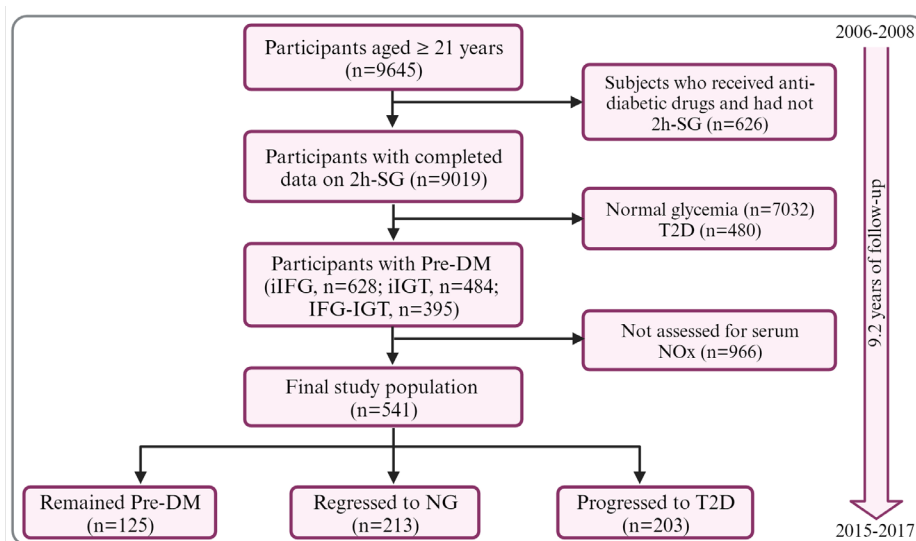 2006-2008
Participants aged ≥ 21 years
(n=9645)
Subjects who received anti-
diabetic drugs and had not
2h-SG (n=626)
Participants with completed
data on 2h-SG (n=9019)
Normal glycemia (n=7032)
T2D (n=480)
Participants with Pre-DM
(iIFG, n=628; iIGT, n=484;
IFG-IGT, n=395)
Not assessed for serum
NOx (n=966)
Final study population
(n=541)
9.2 years of follow-up
Remained Pre-DM
(n=125)
Regressed to NG
(n=213)
Progressed to T2D
(n=203)
2015-2017